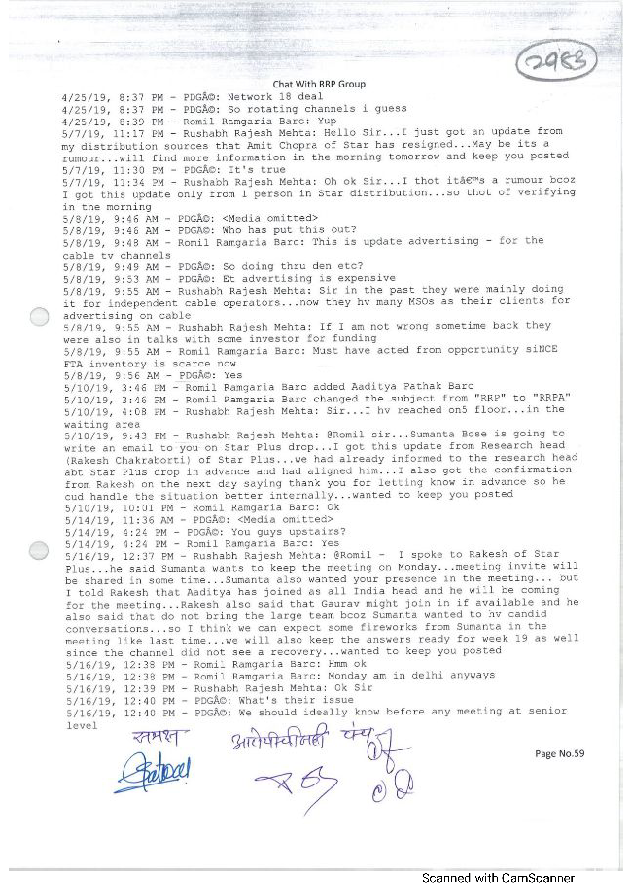 2983
Chat With RRP Group
4/25/19, 8:37 PM - PDGÂ©: Network 18 deal
4/25/19, 8:37 PM - PDGÂ©: So rotating channels i guess
4/25/19, 8:39 PM - Romil Ramgaria Barc: Yup
5/7/19, 11:17 PM - Rushabh Rajesh Mehta: Hello Sir...I just got an update from
my distribution sources that Amit Chopra of Star has resigned...May be its a
rumour...will find more information in the morning tomorrow and keep you posted
5/7/19, 11:30 PM - PDGÂ©: It's true
5/7/19, 11:34 PM - Rushabh Rajesh Mehta: Oh ok Sir...I thot itâ€™s a rumour bcoz
I got this update only from 1 person in Star distribution...so thot of verifying
in the morning
5/8/19, 9:46 AM - PDGÂ©: <Media omitted>
5/8/19, 9:46 AM - PDGÂ©: Who has put this out?
5/8/19, 9:48 AM - Romil Ramgaria Barc: This is update advertising - for the
cable tv channels
5/8/19, 9:49 AM - PDGÂ©: So doing thru den etc?
5/8/19, 9:53 AM - PDGÂ©: Et advertising is expensive
5/8/19, 9:55 AM - Rushabh Rajesh Mehta: Sir in the past they were mainly doing
it for independent cable operators...now they hv many MSOs as their clients for
advertising on cable
5/8/19, 9:55 AM - Rushabh Rajesh Mehta: If I am not wrong sometime back they
were also in talks with some investor for funding
5/8/19, 9:55 AM - Romil Ramgaria Barc: Must have acted from opportunity siNCE
FTA inventory is scarce now
5/8/19, 9:56 AM - PDGÂ©: Yes
5/10/19, 3:46 PM - Romil Ramgaria Barc added Aaditya Pathak Barc
5/10/19, 3:46 PM - Romil Ramgaria Barc changed the subject from "RRP" to "RRPA"
5/10/19, 4:08 PM - Rushabh Rajesh Mehta: Sir...I hv reached on5 floor...in the
waiting area
5/10/19, 9:43 PM - Rushabh Rajesh Mehta: @Romil sir...Sumanta Bose is going to
write an email to you on Star Plus drop...I got this update from Research head
(Rakesh Chakraborti) of Star Plus...we had already informed to the research head
abt Star Plus drop in advance and had aligned him...I also got the confirmation
from Rakesh on the next day saying thank you for letting know in advance so he
cud handle the situation better internally...wanted to keep you posted
5/10/19, 10:01 PM - Romil Ramgaria Barc: Ok
5/14/19, 11:36 AM - PDGÂ©: <Media omitted>
5/14/19, 4:24 PM - PDGÂ©: You guys upstairs?
5/14/19, 4:24 PM - Romil Ramgaria Barc: Yes
5/16/19, 12:37 PM - Rushabh Rajesh Mehta: @Romil - I spoke to Rakesh of Star
Plus...he said Sumanta wants to keep the meeting on Monday...meeting invite will
be shared in some time...Sumanta also wanted your presence in the meeting... but
I told Rakesh that Aaditya has joined as all India head and he will be coming
for the meeting...Rakesh also said that Gaurav might join in if available and he
also said that do not bring the large team bcoz Sumanta wanted to hv candid
conversations...so I think we can expect some fireworks from Sumanta in the
meeting like last time...we will also keep the answers ready for week 19 as well
since the channel did not see a recovery...wanted to keep you posted
5/16/19, 12:38 PM - Romil Ramgaria Barc: Hmm ok
5/16/19, 12:38 PM - Romil Ramgaria Barc: Monday am in delhi anyways
5/16/19, 12:39 PM - Rushabh Rajesh Mehta: Ok Sir
5/16/19, 12:40 PM - PDGÂ©: What's their issue
5/16/19, 12:40 PM - PDGÂ©: We should ideally know before any meeting at senior
level
समक्ष आरोपीची सही पंच
Page No.59
Scanned with CamScanner